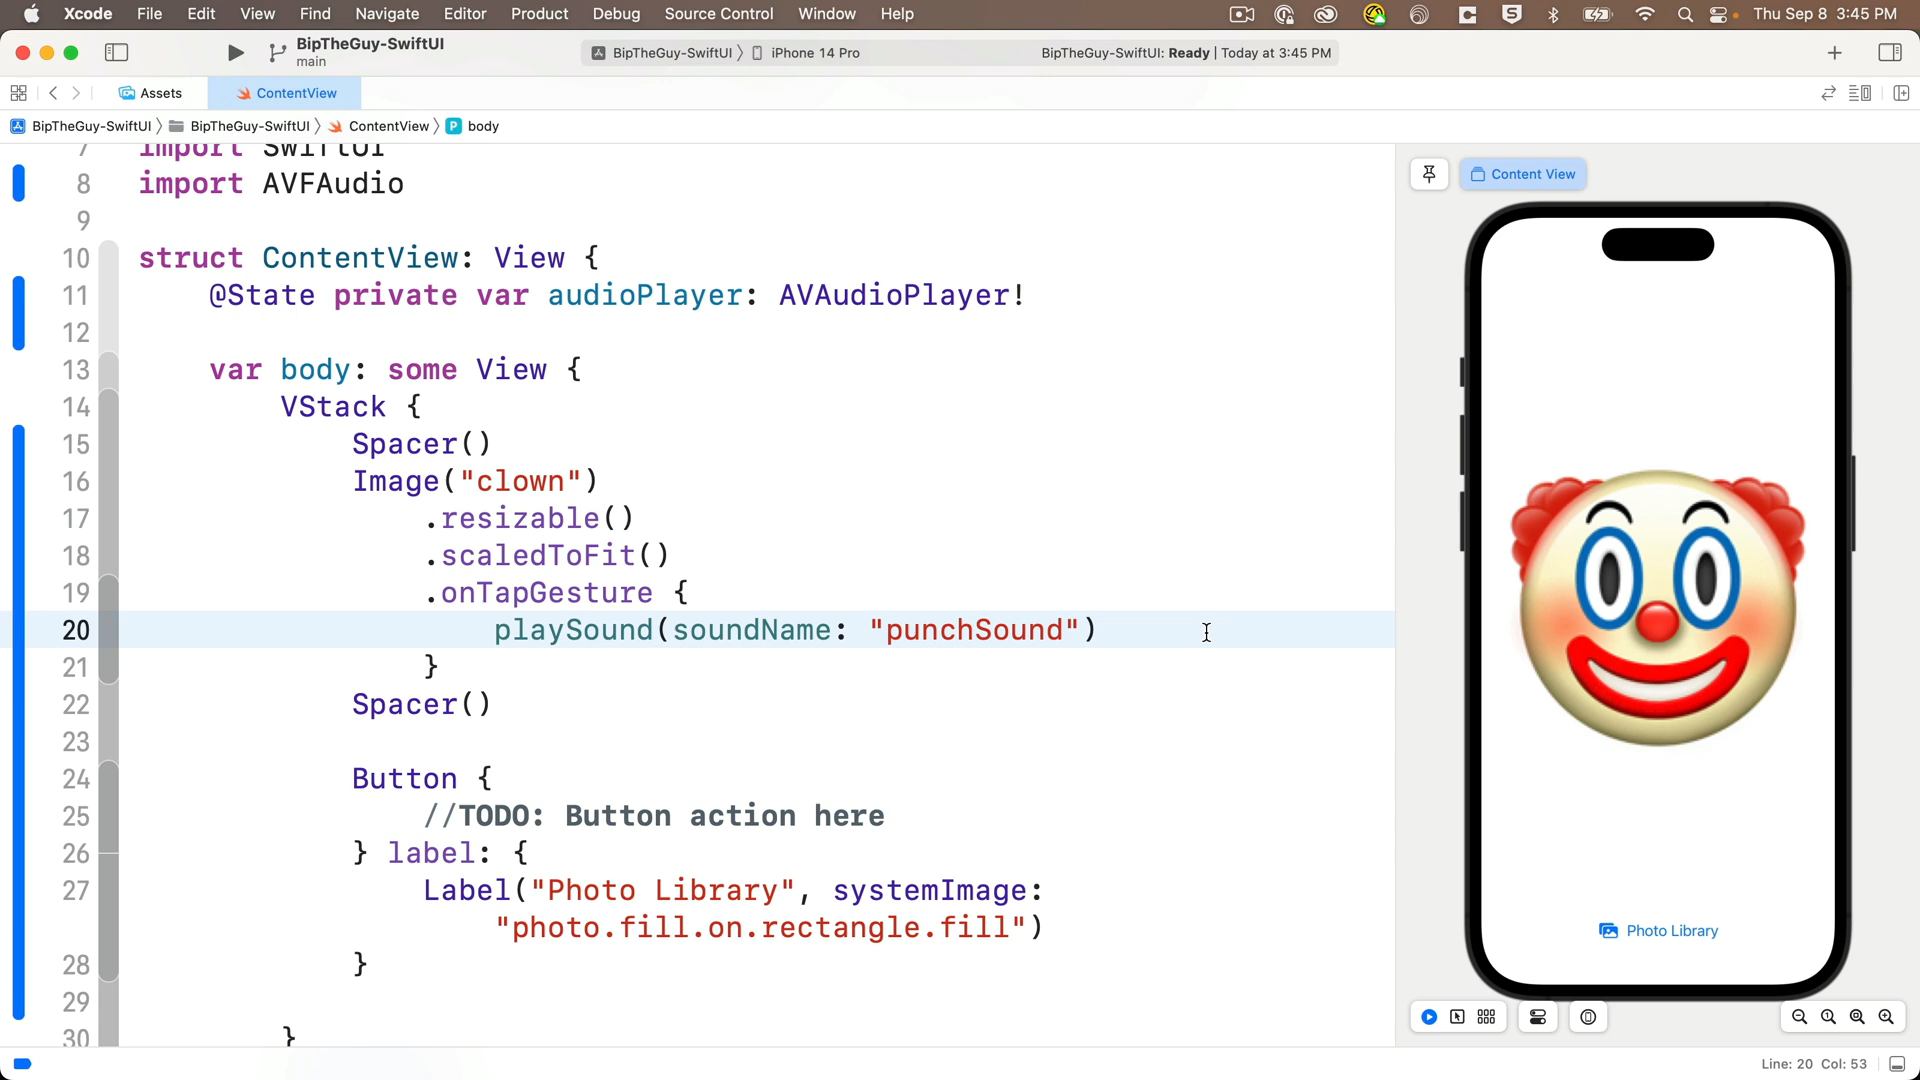 Xcode File Edit View Find Navigate Editor Product Debug Source Control Window Help Thu Sep 8 3:45 PM
BipTheGuy-SwiftUI
main
BipTheGuy-SwiftUI 〉 iPhone 14 Pro
BipTheGuy-SwiftUI: Ready | Today at 3:45 PM
Assets ContentView
BipTheGuy-SwiftUI 〉 BipTheGuy-SwiftUI 〉 ContentView 〉 P body
7 import SwiftUI
8 import AVFAudio
9
10 struct ContentView: View {
11 @State private var audioPlayer: AVAudioPlayer!
12
13 var body: some View {
14 VStack {
15 Spacer()
16 Image("clown")
17 .resizable()
18 .scaledToFit()
19 .onTapGesture {
20 playSound(soundName: "punchSound")
21 }
22 Spacer()
23
24 Button {
25 //TODO: Button action here
26 } label: {
27 Label("Photo Library", systemImage:
"photo.fill.on.rectangle.fill")
28 }
29
30 }
Content View
Photo Library
Line: 20 Col: 53